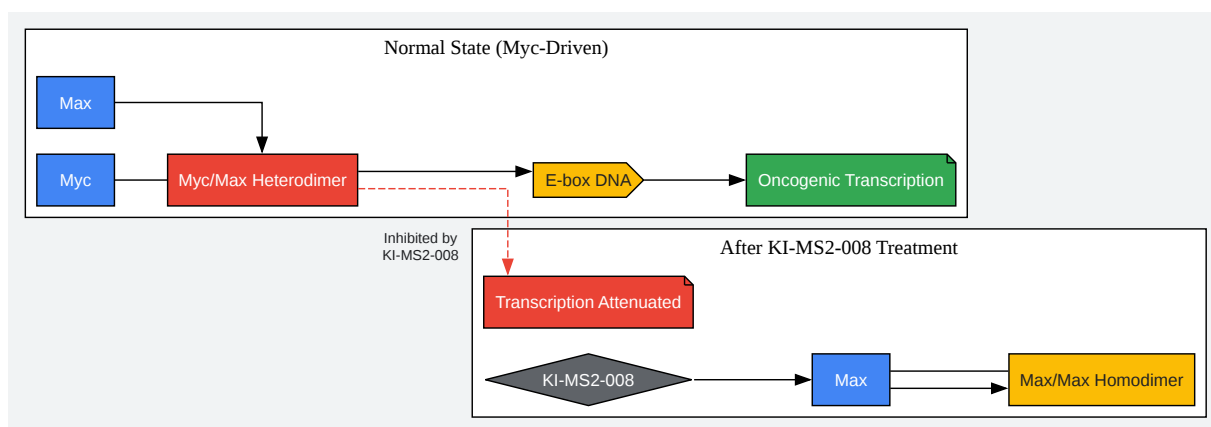 Normal State (Myc-Driven)
Max
Myc
Myc/Max Heterodimer
E-box DNA
Oncogenic Transcription
Inhibited by
KI-MS2-008
After KI-MS2-008 Treatment
Transcription Attenuated
KI-MS2-008
Max
Max/Max Homodimer